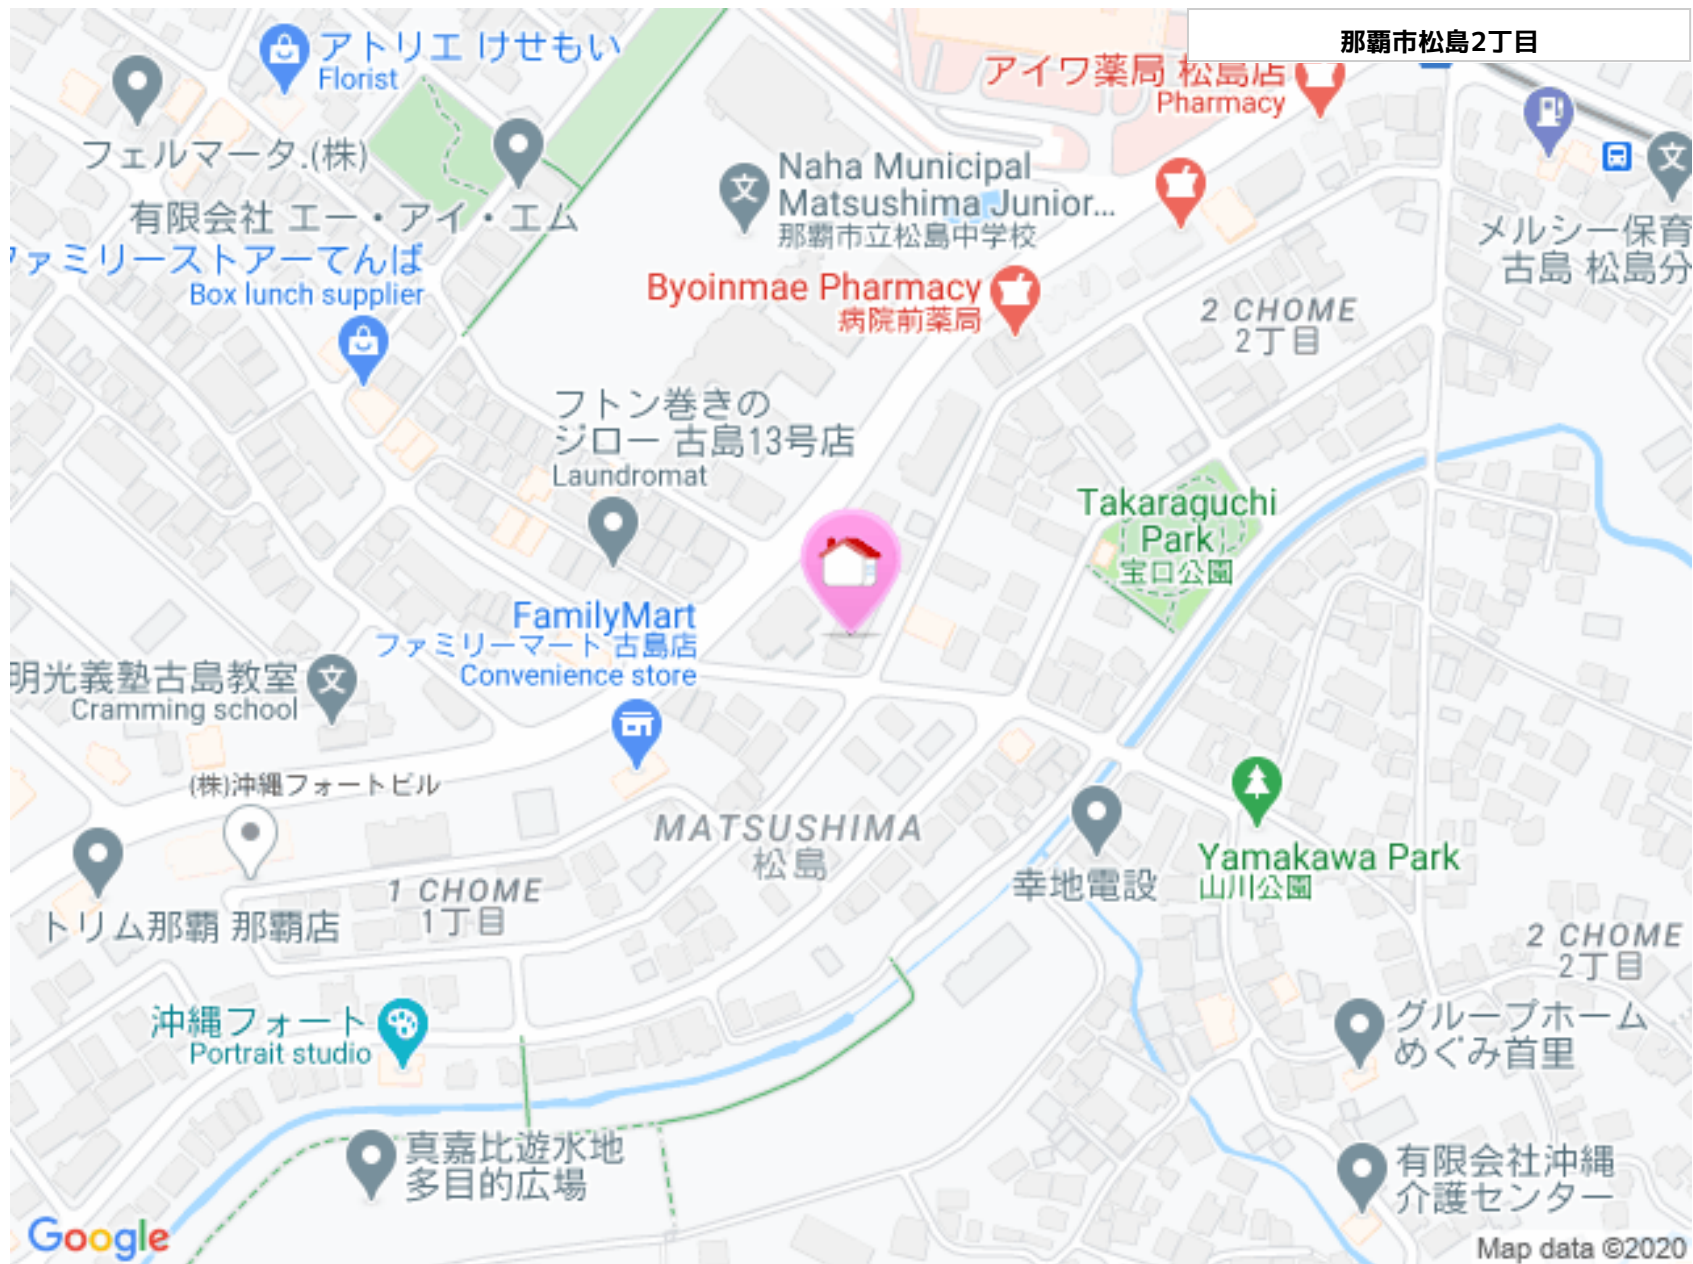 那覇市松島2丁目
アトリエ けせもい
Florist
フェルマータ.(株)
有限会社 エー・アイ・エム
ファミリーストアーてんぱ
Box lunch supplier
アイワ薬局 松島店
Pharmacy
Naha Municipal
Matsushima Junior...
那覇市立松島中学校
Byoinmae Pharmacy
病院前薬局
メルシー保育
古島 松島分
2 CHOME
2丁目
フトン巻きの
ジロー 古島13号店
Laundromat
Takaraguchi
Park
宝口公園
FamilyMart
ファミリーマート 古島店
Convenience store
明光義塾古島教室
Cramming school
(株)沖縄フォートビル
MATSUSHIMA
松島
1 CHOME
1丁目
トリム那覇 那覇店
幸地電設
Yamakawa Park
山川公園
2 CHOME
2丁目
沖縄フォート
Portrait studio
グループホーム
めぐみ首里
真嘉比遊水地
多目的広場
有限会社沖縄
介護センター
Google
Map data ©2020